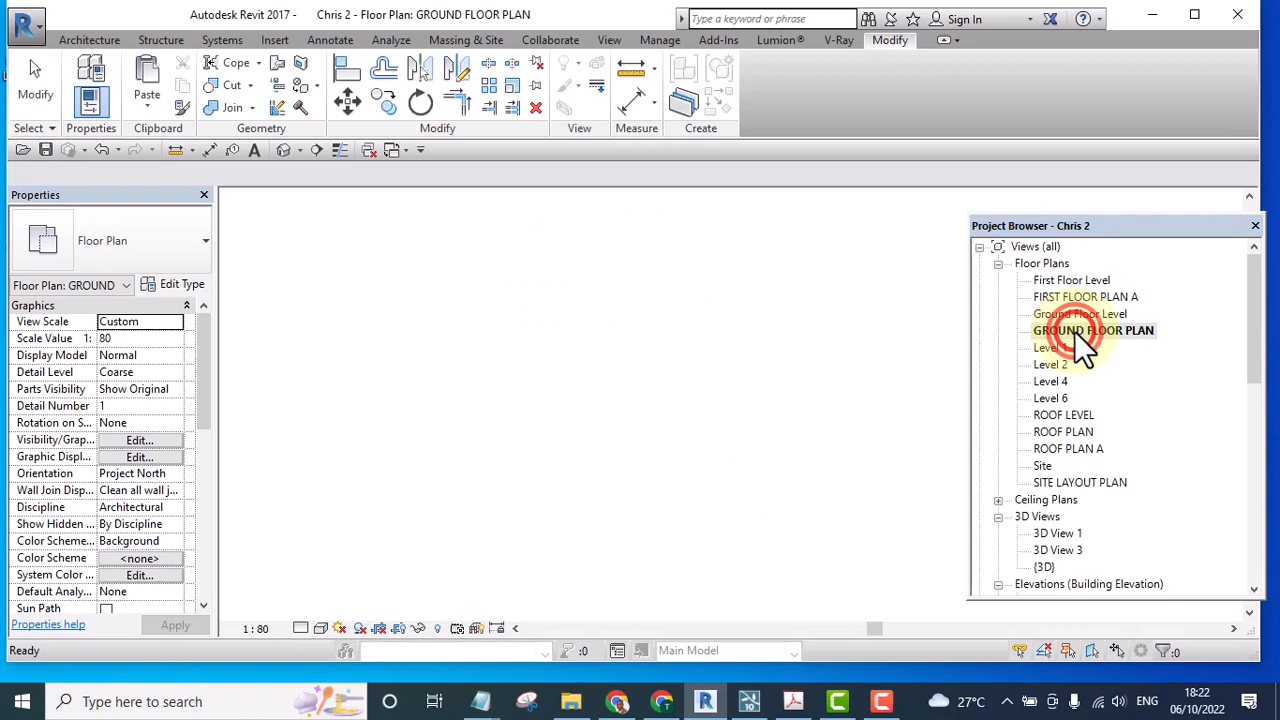 Autodesk Revit 2017 - Chris 2 - Floor Plan: GROUND FLOOR PLAN
Type a keyword or phrase
Sign In
Architecture Structure Systems Insert Annotate Analyze Massing & Site Collaborate View Manage Add-Ins Lumion® V-Ray Modify
Modify
Paste
Cope
Cut
Join
Select Properties Clipboard Geometry Modify View Measure Create
Properties
Floor Plan
Floor Plan: GROUND
Edit Type
Graphics
View Scale Custom
Scale Value 1: 80
Display Model Normal
Detail Level Coarse
Parts Visibility Show Original
Detail Number 1
Rotation on S... None
Visibility/Grap... Edit...
Graphic Displ... Edit...
Orientation Project North
Wall Join Disp... Clean all wall j...
Discipline Architectural
Show Hidden ... By Discipline
Color Scheme... Background
Color Scheme <none>
System Color ... Edit...
Default Analy... None
Sun Path
Properties help
Apply
Project Browser - Chris 2
Views (all)
Floor Plans
First Floor Level
FIRST FLOOR PLAN A
Ground Floor Level
GROUND FLOOR PLAN
Level 1
Level 2
Level 4
Level 6
ROOF LEVEL
ROOF PLAN
ROOF PLAN A
Site
SITE LAYOUT PLAN
Ceiling Plans
3D Views
3D View 1
3D View 3
{3D}
Elevations (Building Elevation)
1 : 80
Ready
:0
Main Model
:0
Type here to search
27°C
ENG
18:22
06/10/2022